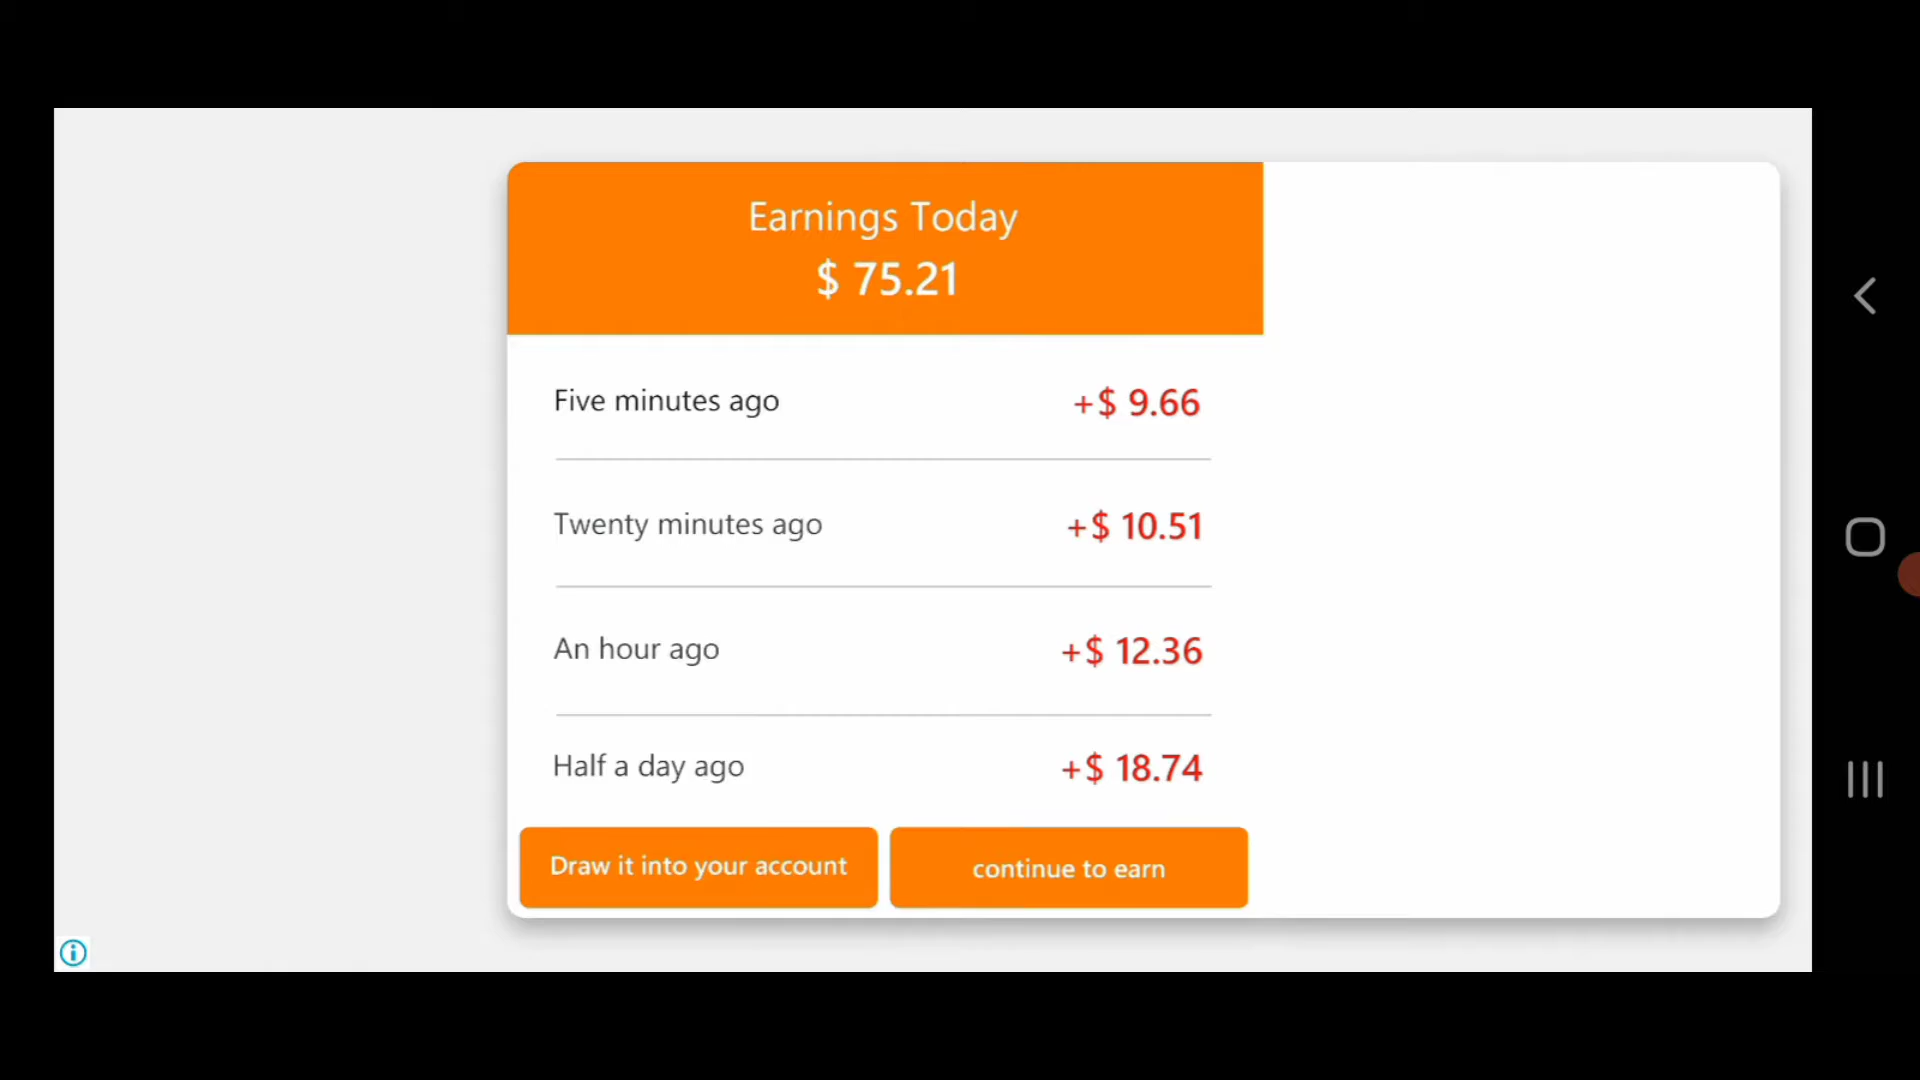 Earnings Today
$ 75.21
Five minutes ago +$ 9.66
Twenty minutes ago +$ 10.51
An hour ago +$ 12.36
Half a day ago +$ 18.74
Draw it into your account continue to earn